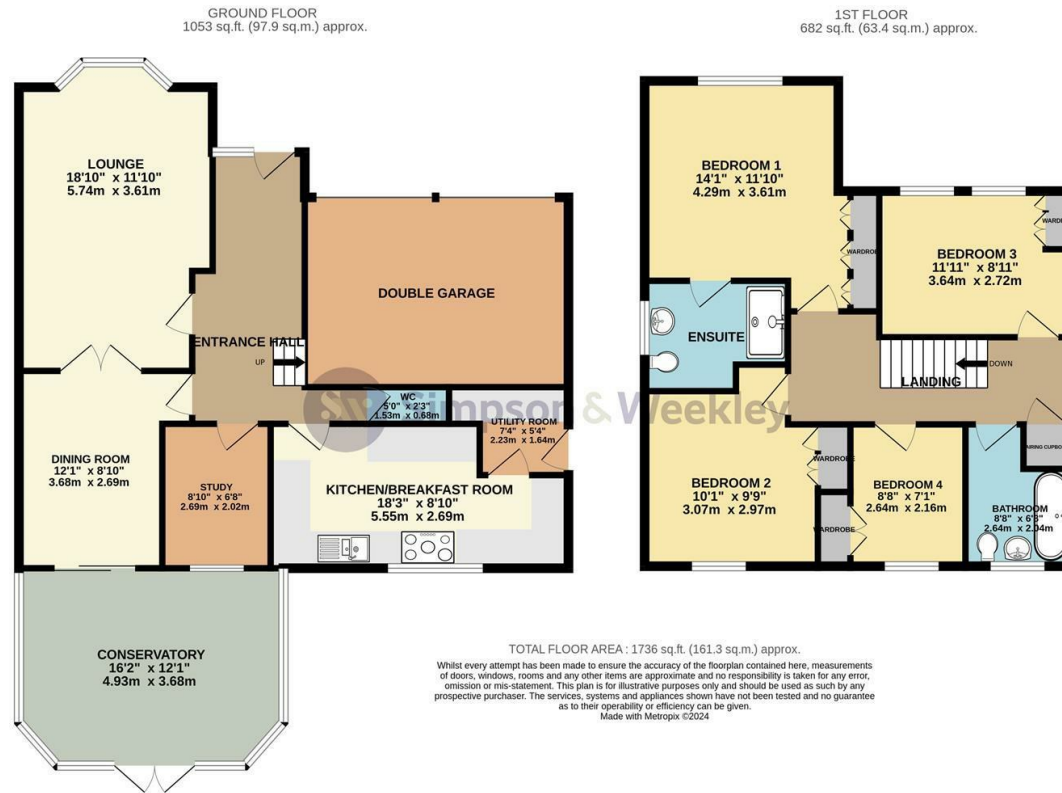 GROUND FLOOR
1053 sq.ft. (97.9 sq.m.) approx.
LOUNGE
18'10" x 11'10"
5.74m x 3.61m
DOUBLE GARAGE
ENTRANCE HALL
UP
WC
5'0" x 2'3"
1.53m x 0.68m
UTILITY ROOM
7'4" x 5'4"
2.23m x 1.64m
DINING ROOM
12'1" x 8'10"
3.68m x 2.69m
STUDY
8'10" x 6'8"
2.69m x 2.02m
KITCHEN/BREAKFAST ROOM
18'3" x 8'10"
5.55m x 2.69m
CONSERVATORY
16'2" x 12'1"
4.93m x 3.68m
1ST FLOOR
682 sq.ft. (63.4 sq.m.) approx.
BEDROOM 1
14'1" x 11'10"
4.29m x 3.61m
WARDROBE
WARDR
BEDROOM 3
11'11" x 8'11"
3.64m x 2.72m
ENSUITE
DOWN
LANDING
BEDROOM 2
10'1" x 9'9"
3.07m x 2.97m
WARDROBE
WARDROBE
BEDROOM 4
8'8" x 7'1"
2.64m x 2.16m
AIRING CUPBO
BATHROOM
2.64m x 2.04m
Simpson & Weekley
TOTAL FLOOR AREA : 1736 sq.ft. (161.3 sq.m.) approx.
Whilst every attempt has been made to ensure the accuracy of the floorplan contained here, measurements
of doors, windows, rooms and any other items are approximate and no responsibility is taken for any error,
omission or mis-statement. This plan is for illustrative purposes only and should be used as such by any
prospective purchaser. The services, systems and appliances shown have not been tested and no guarantee
as to their operability or efficiency can be given.
Made with Metropix ©2024